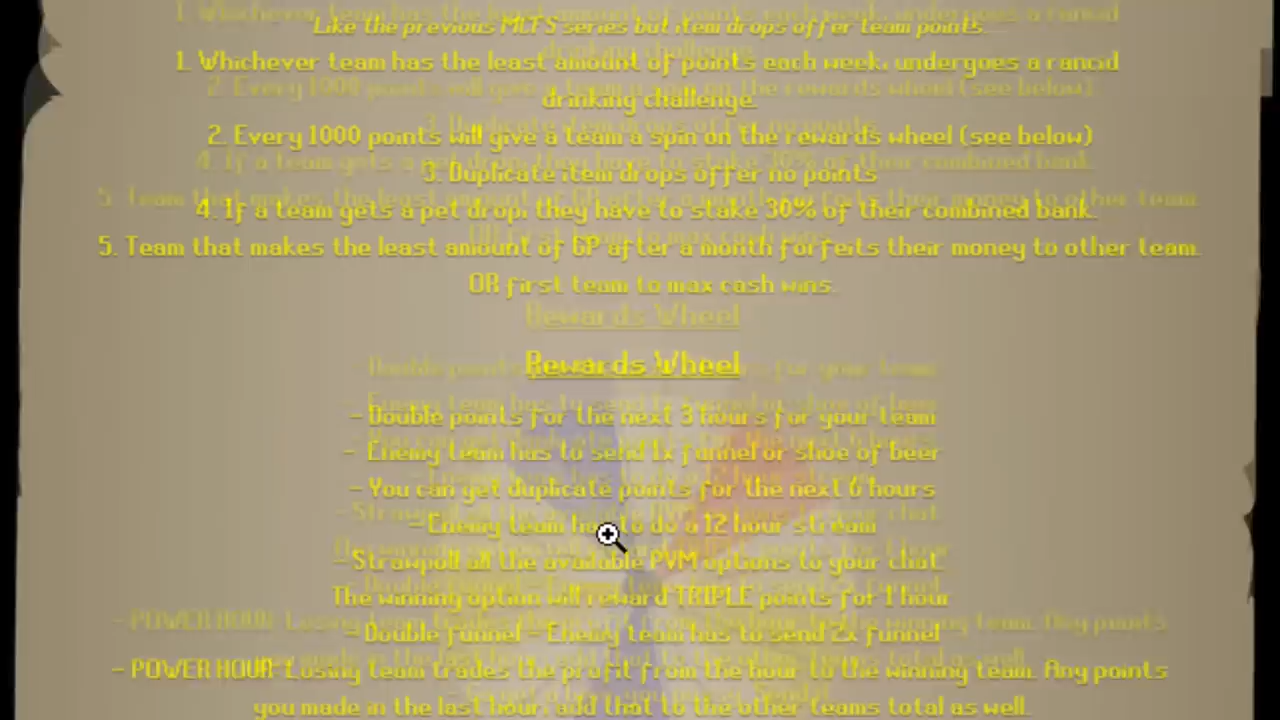 Like the previous MLFS series but item drops offer team points.
1. Whichever team has the least amount of points each week, undergoes a rancid
drinking challenge.
2. Every 1000 points will give a team a spin on the rewards wheel (see below)
3. Duplicate item drops offer no points
4. If a team gets a pet drop, they have to stake 30% of their combined bank.
5. Team that makes the least amount of GP after a month forfeits their money to other team.
OR first team to max cash wins.
Rewards Wheel
- Double points for the next 3 hours for your team
- Enemy team has to send 1x funnel or shoe of beer
- You can get duplicate points for the next 6 hours
- Enemy team has to do a 12 hour stream
- Strawpoll all the available PVM options to your chat.
The winning option will reward TRIPLE points for 1 hour
- Double funnel - Enemy team has to send 2x funnel
- POWER HOUR: Losing team trades the profit from the hour to the winning team. Any points
you made in the last hour, add that to the other teams total as well.